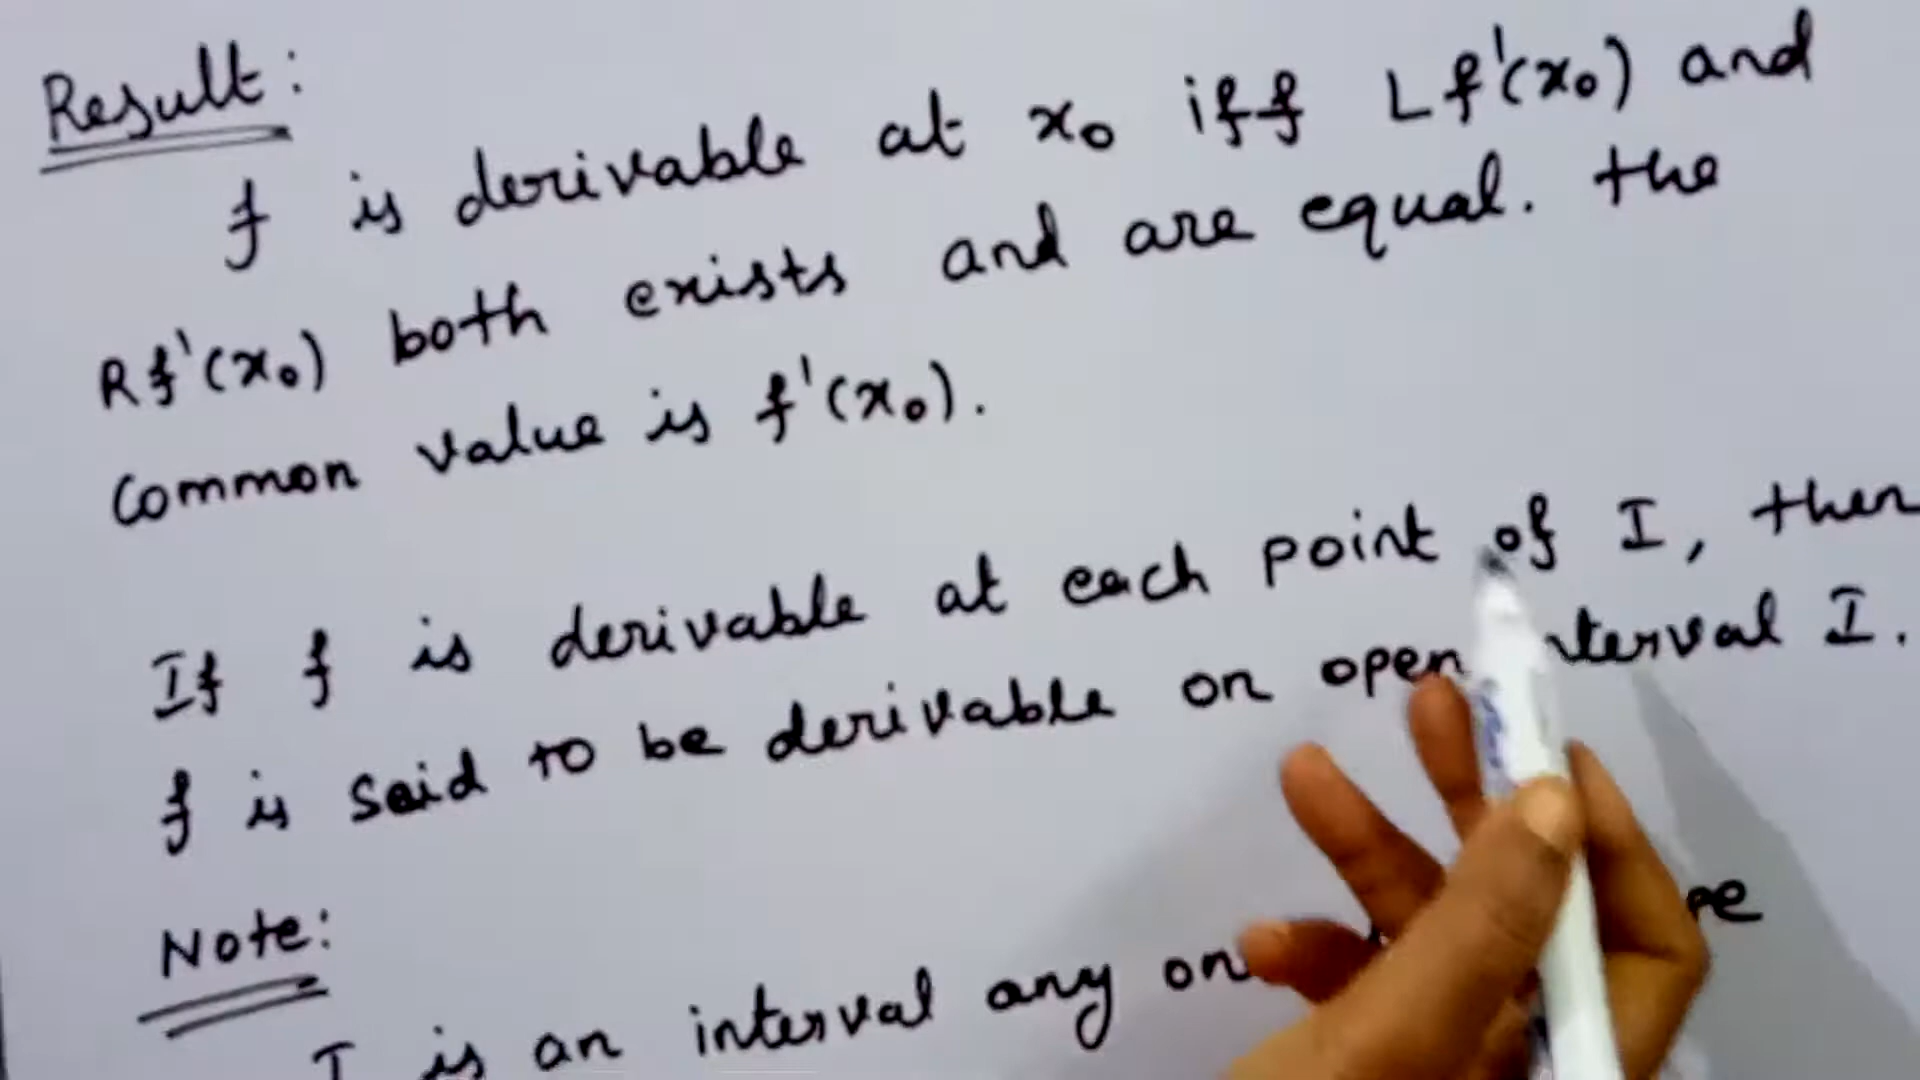 Result:
f is derivable at x₀ iff Lf'(x₀) and
Rf'(x₀) both exists and are equal. the
common value is f'(x₀).
If f is derivable at each point of I, then
f is said to be derivable on open interval I.
Note:
I is an interval any